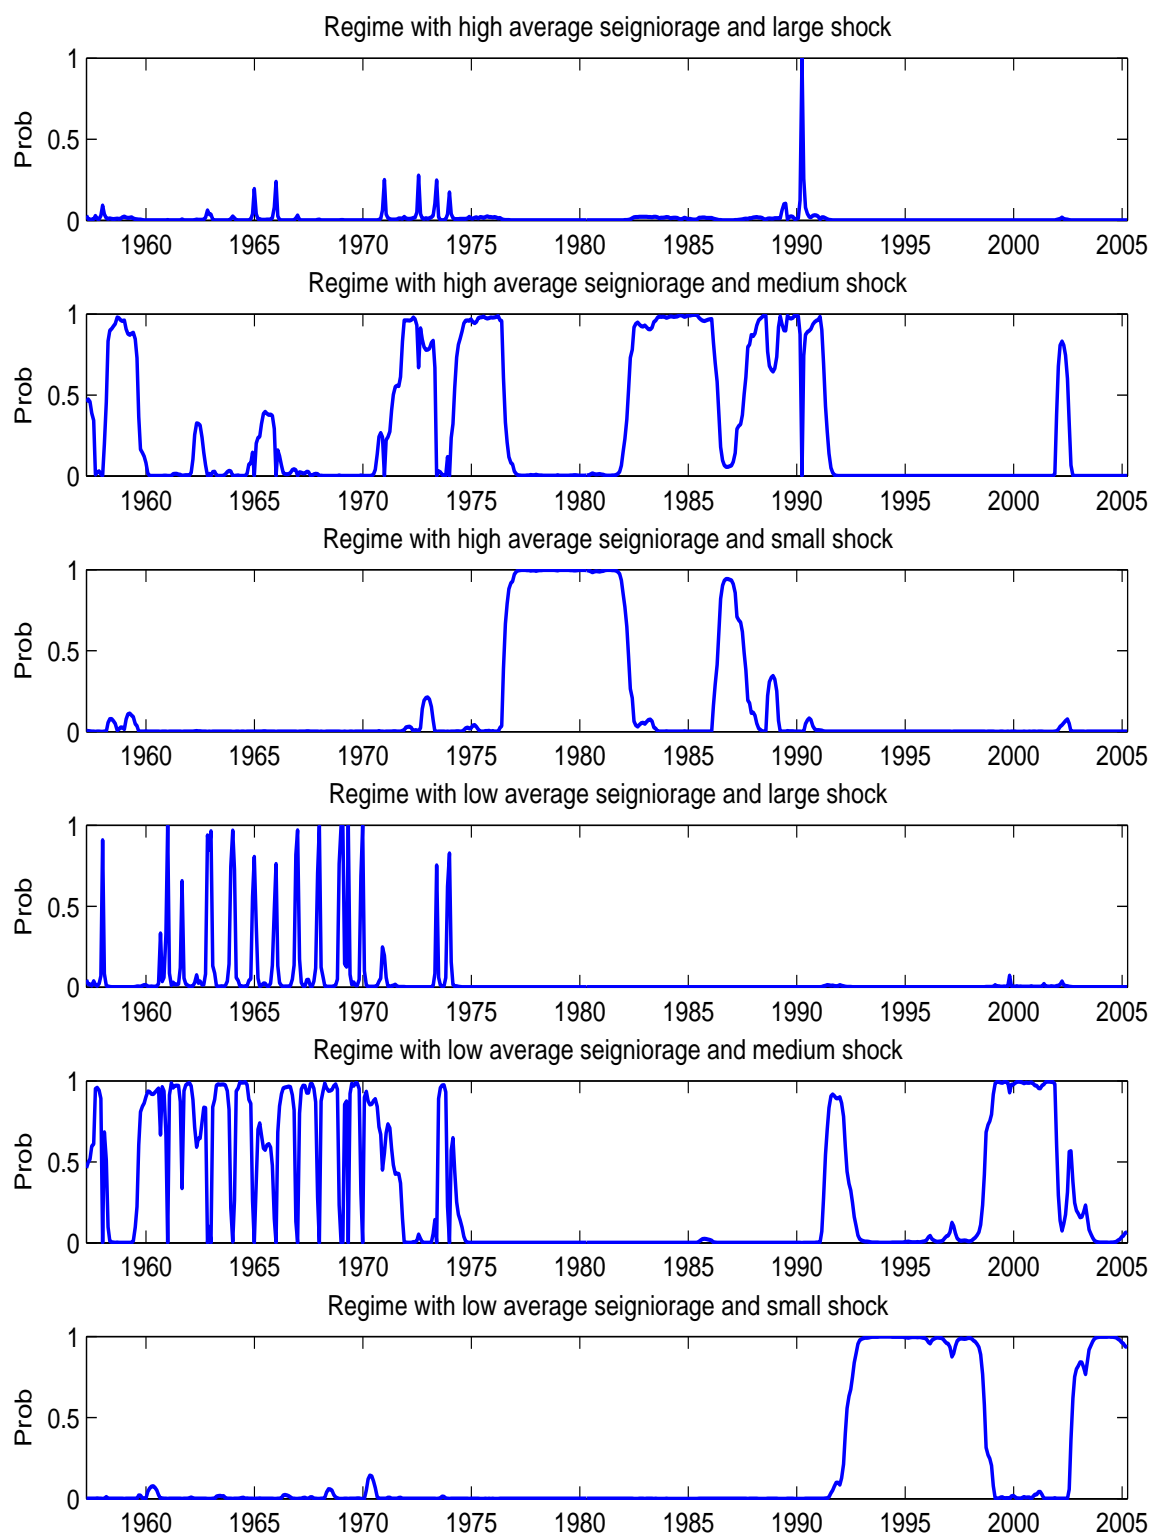 Regime with high average seigniorage and large shock
1
0.5
0
Prob
1960 1965 1970 1975 1980 1985 1990 1995 2000 2005
Regime with high average seigniorage and medium shock
1
0.5
0
Prob
1960 1965 1970 1975 1980 1985 1990 1995 2000 2005
Regime with high average seigniorage and small shock
1
0.5
0
Prob
1960 1965 1970 1975 1980 1985 1990 1995 2000 2005
Regime with low average seigniorage and large shock
1
0.5
0
Prob
1960 1965 1970 1975 1980 1985 1990 1995 2000 2005
Regime with low average seigniorage and medium shock
1
0.5
0
Prob
1960 1965 1970 1975 1980 1985 1990 1995 2000 2005
Regime with low average seigniorage and small shock
1
0.5
0
Prob
1960 1965 1970 1975 1980 1985 1990 1995 2000 2005